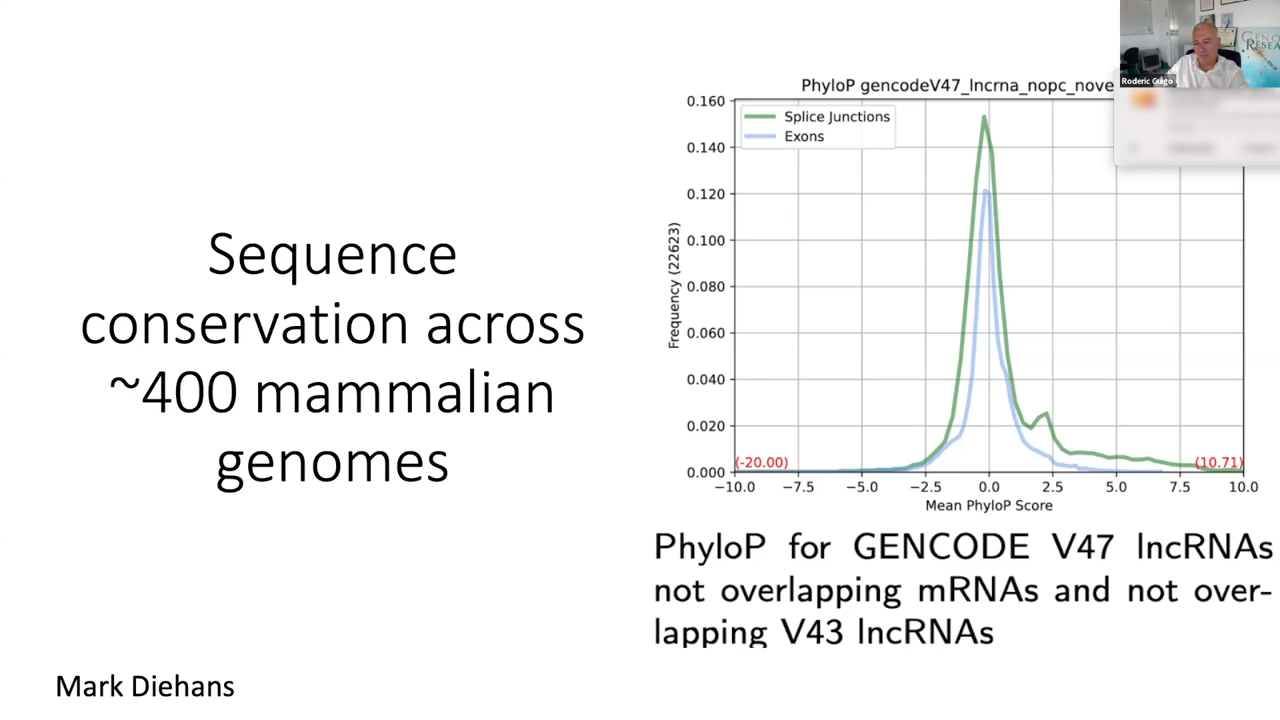 Sequence
conservation across
~400 mammalian
genomes
Mark Diehans
PhyloP gencodeV47_lncrna_nopc_nove
Splice Junctions
Exons
Frequency (22623)
0.160
0.140
0.120
0.100
0.080
0.060
0.040
0.020
0.000
(-20.00)
(10.71)
−10.0
−7.5
−5.0
−2.5
0.0
2.5
5.0
7.5
10.0
Mean PhyloP Score
PhyloP for GENCODE V47 lncRNAs
not overlapping mRNAs and not over-
lapping V43 lncRNAs
Roderic Guigo